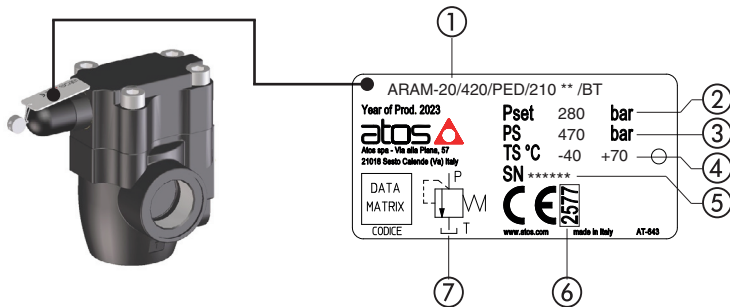 1
ARAM-20/420/PED/210 ** /BT
Year of Prod. 2023
atos
Atos spa - Via alla Piana, 57
21018 Sesto Calende (Va) Italy
Pset 280 bar 2
PS 470 bar 3
TS °C -40 +70 4
SN ****** 5
DATA
MATRIX
CODICE
P
T
CE 2577
www.atos.com made in Italy AT-643
7 6